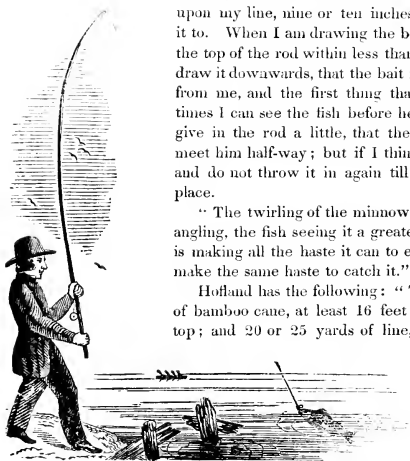 upon my line, nine or ten inches
it to. When I am drawing the b
the top of the rod within less than
draw it downwards, that the bait
from me, and the first thing tha
times I can see the fish before he
give in the rod a little, that the
meet him half-way; but if I thin
and do not throw it in again till
place.
“ The twirling of the minnow
angling, the fish seeing it a greate
is making all the haste it can to e
make the same haste to catch it.”
Hofland has the following: “
of bamboo cane, at least 16 feet
top; and 20 or 25 yards of line,